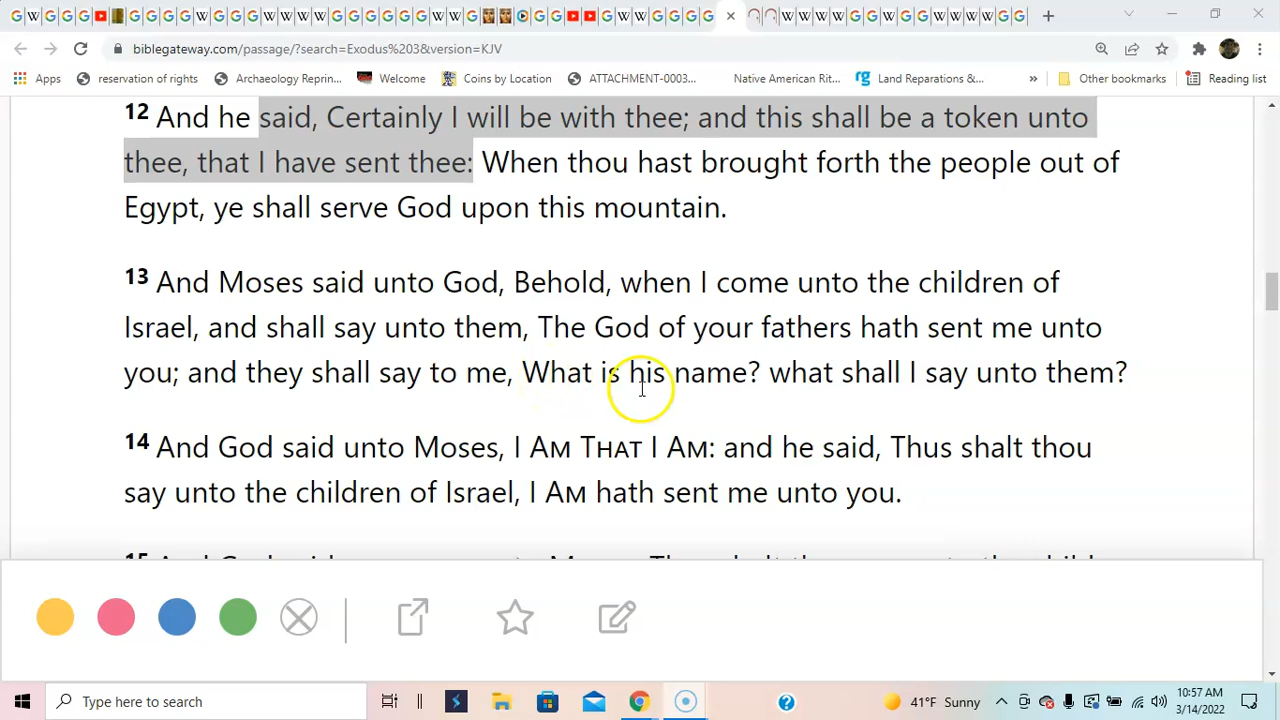 biblegateway.com/passage/?search=Exodus%203&version=KJV
Apps reservation of rights Archaeology Reprin... Welcome Coins by Location ATTACHMENT-0003... Native American Rit... Land Reparations &... » Other bookmarks Reading list
12 And he said, Certainly I will be with thee; and this shall be a token unto
thee, that I have sent thee: When thou hast brought forth the people out of
Egypt, ye shall serve God upon this mountain.
13 And Moses said unto God, Behold, when I come unto the children of
Israel, and shall say unto them, The God of your fathers hath sent me unto
you; and they shall say to me, What is his name? what shall I say unto them?
14 And God said unto Moses, I Am That I Am: and he said, Thus shalt thou
say unto the children of Israel, I Am hath sent me unto you.
Type here to search
41°F Sunny
10:57 AM
3/14/2022